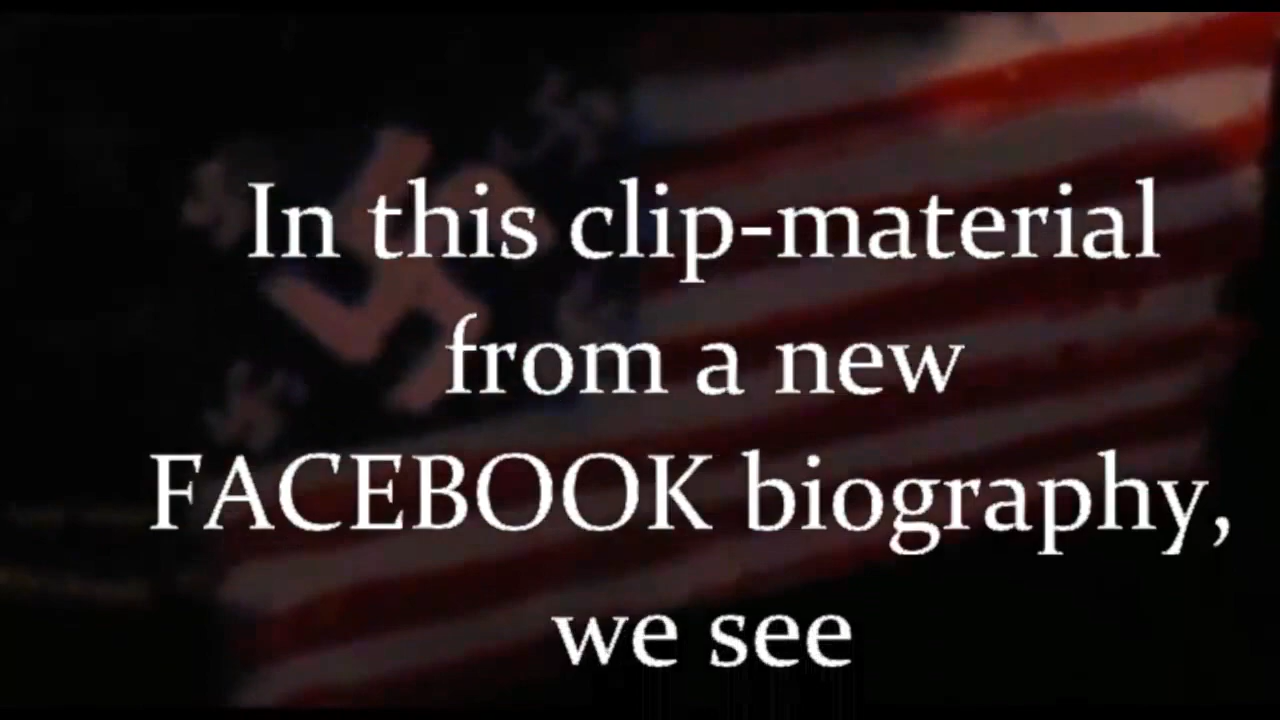 In this clip-material
from a new
FACEBOOK biography,
we see